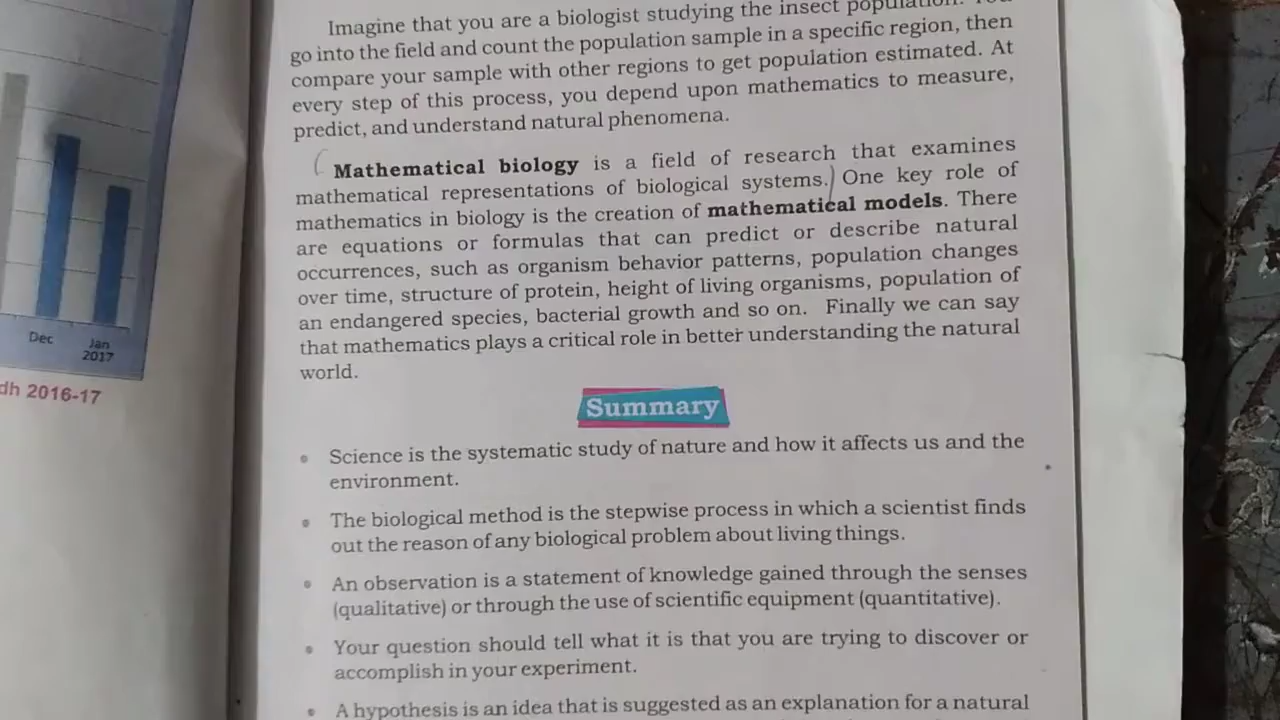 Dec
Jan
2017
dh 2016-17
Imagine that you are a biologist studying the insect population. You
go into the field and count the population sample in a specific region, then
compare your sample with other regions to get population estimated. At
every step of this process, you depend upon mathematics to measure,
predict, and understand natural phenomena.
Mathematical biology is a field of research that examines
mathematical representations of biological systems. One key role of
mathematics in biology is the creation of mathematical models. There
are equations or formulas that can predict or describe natural
occurrences, such as organism behavior patterns, population changes
over time, structure of protein, height of living organisms, population of
an endangered species, bacterial growth and so on. Finally we can say
that mathematics plays a critical role in better understanding the natural
world.
Summary
• Science is the systematic study of nature and how it affects us and the
environment.
• The biological method is the stepwise process in which a scientist finds
out the reason of any biological problem about living things.
• An observation is a statement of knowledge gained through the senses
(qualitative) or through the use of scientific equipment (quantitative).
• Your question should tell what it is that you are trying to discover or
accomplish in your experiment.
• A hypothesis is an idea that is suggested as an explanation for a natural